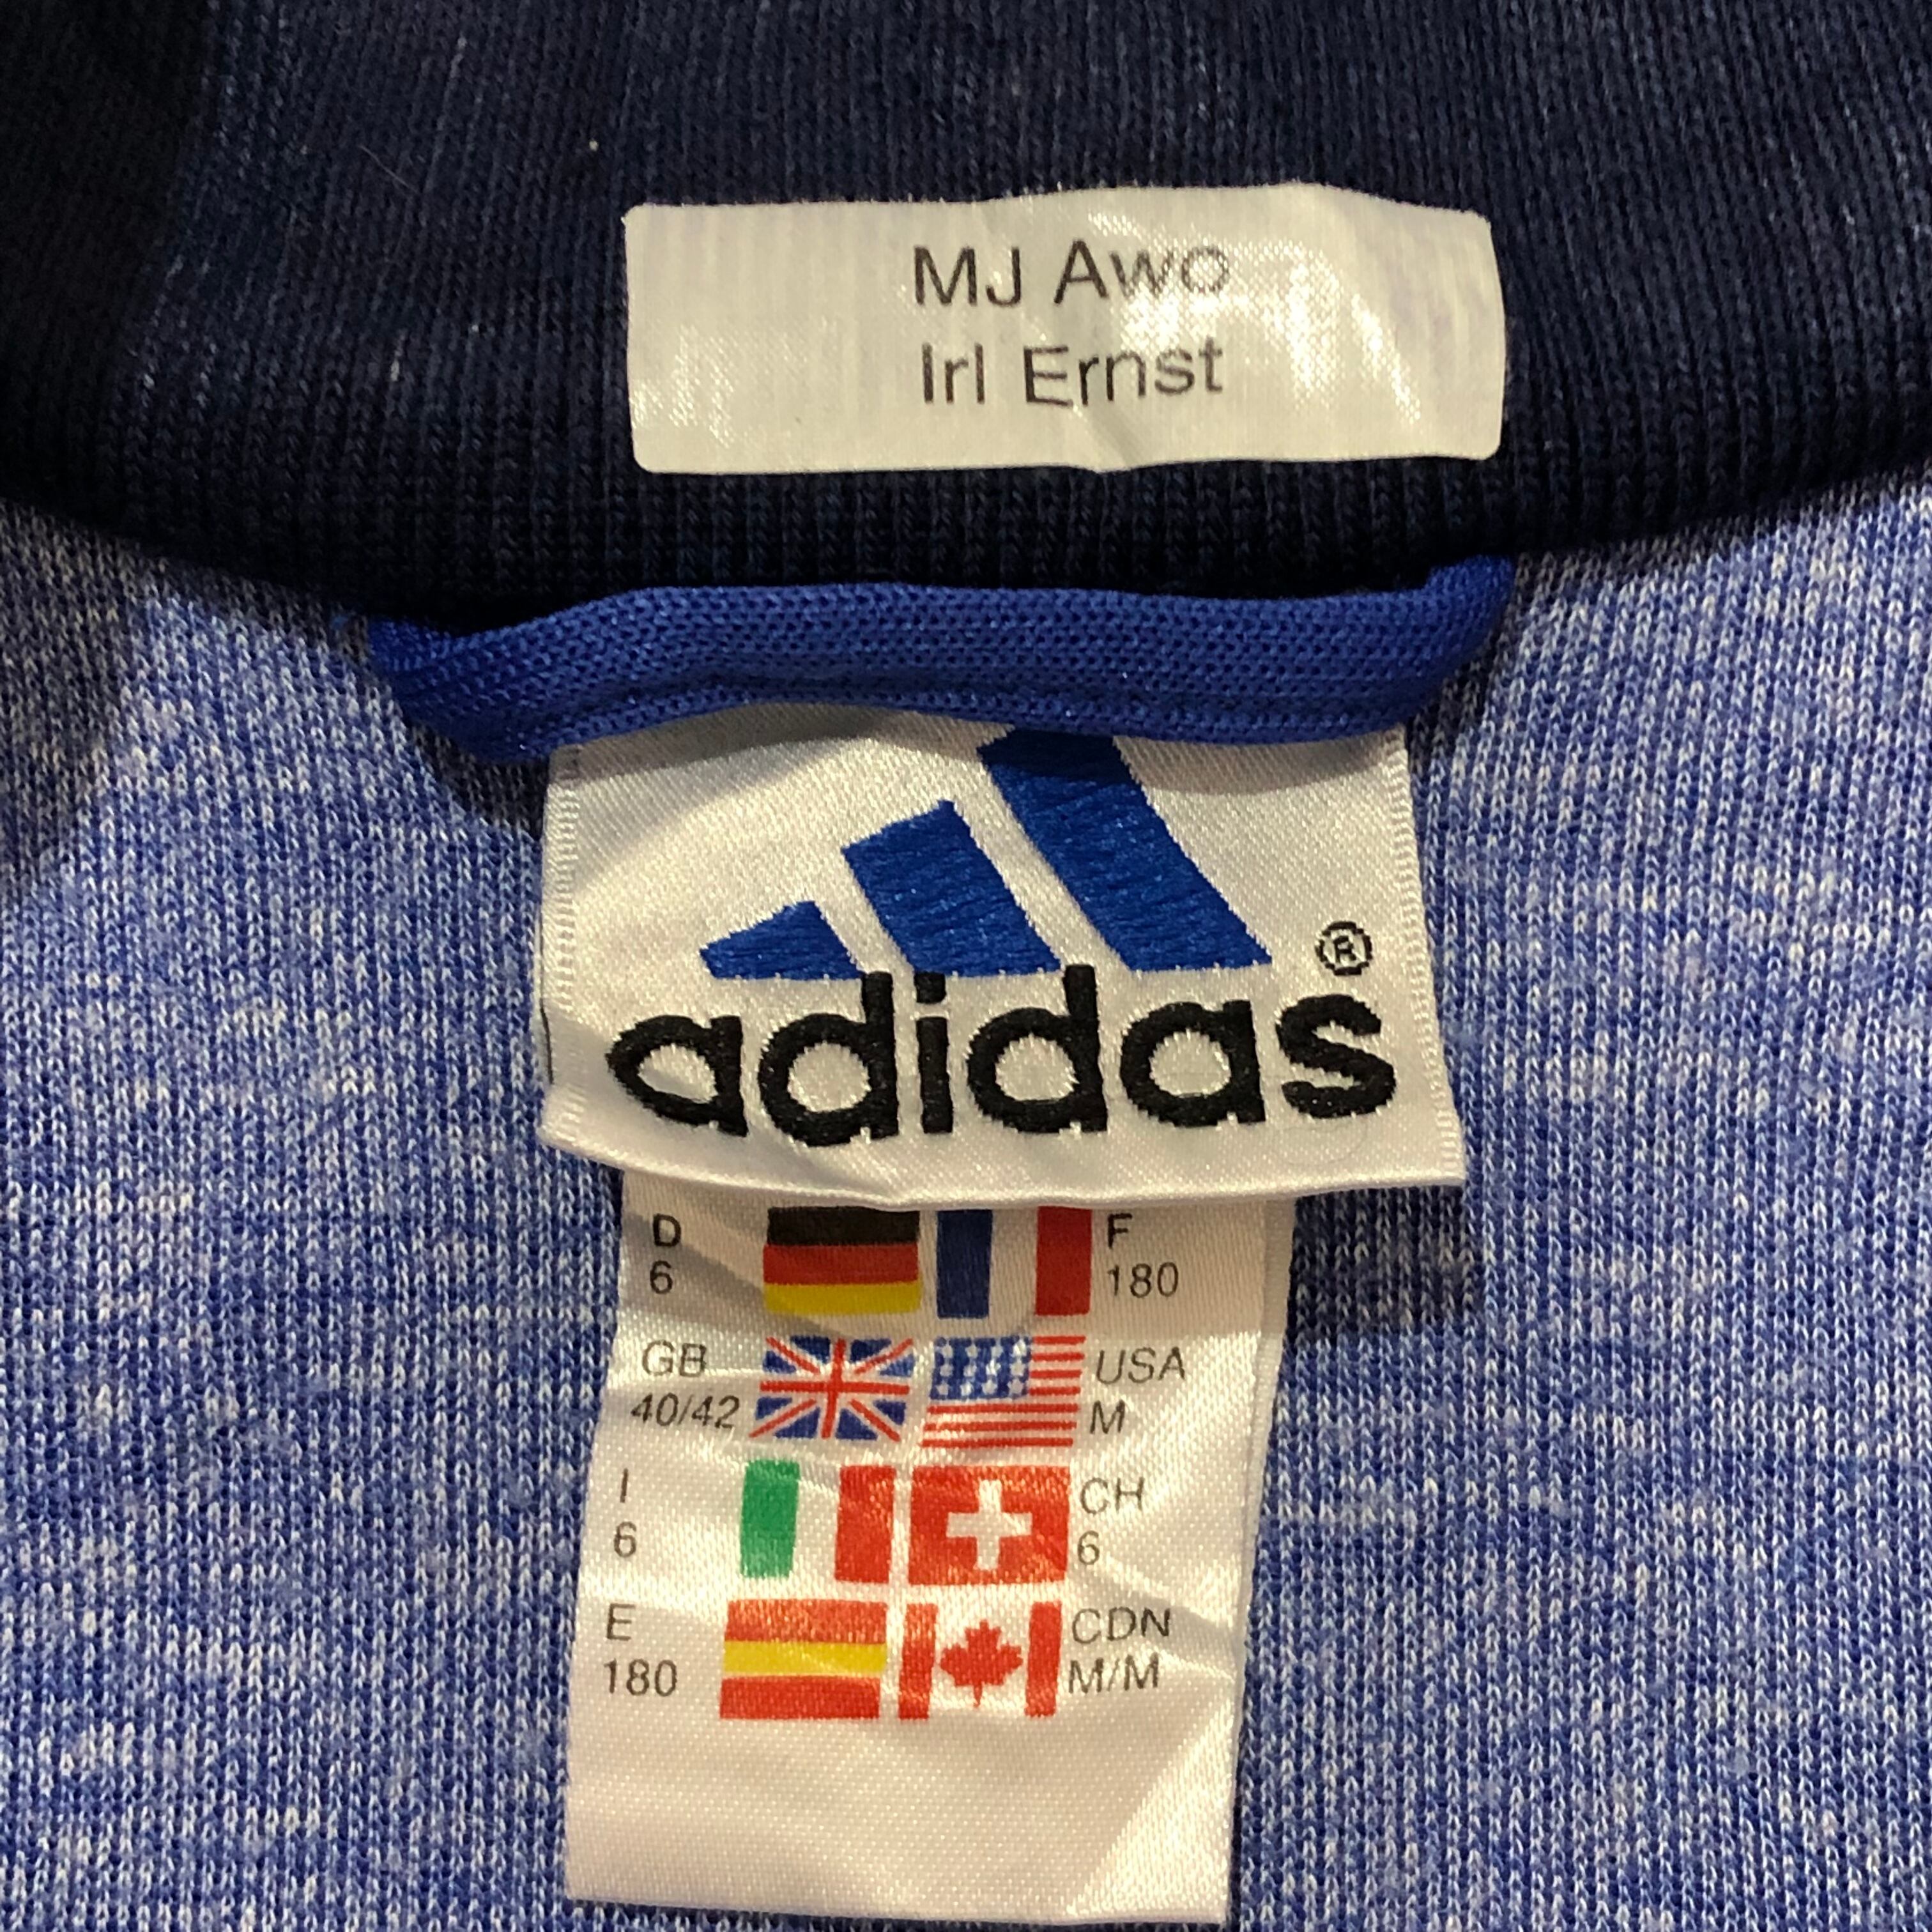 MJ Awo
Irl Ernst
adidas®
D F
6 180
GB USA
40/42 M
I CH
6 6
E CDN
180 M/M